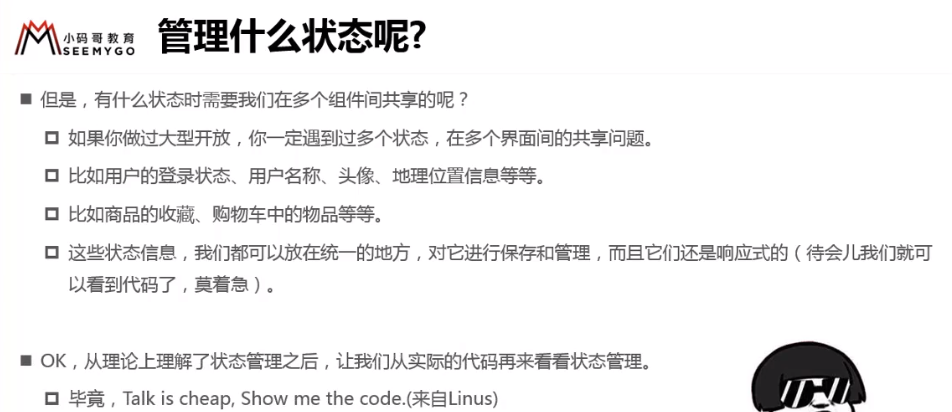 小码哥教育
SEEMYGO
管理什么状态呢?
但是，有什么状态时需要我们在多个组件间共享的呢？
如果你做过大型开放，你一定遇到过多个状态，在多个界面间的共享问题。
比如用户的登录状态、用户名称、头像、地理位置信息等等。
比如商品的收藏、购物车中的物品等等。
这些状态信息，我们都可以放在统一的地方，对它进行保存和管理，而且它们还是响应式的（待会儿我们就可
以看到代码了，莫着急）。
OK，从理论上理解了状态管理之后，让我们从实际的代码再来看看状态管理。
毕竟，Talk is cheap, Show me the code.(来自Linus)